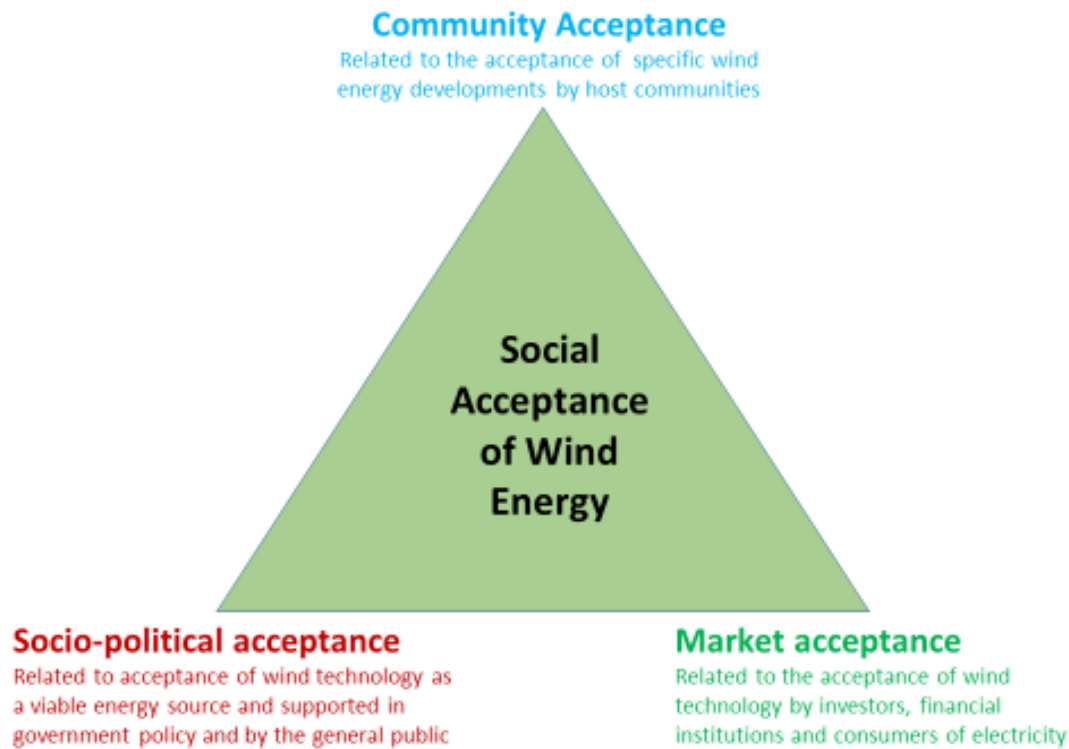 Community Acceptance
Related to the acceptance of specific wind
energy developments by host communities
Social
Acceptance
of Wind
Energy
Socio-political acceptance
Related to acceptance of wind technology as
a viable energy source and supported in
government policy and by the general public
Market acceptance
Related to the acceptance of wind
technology by investors, financial
institutions and consumers of electricity